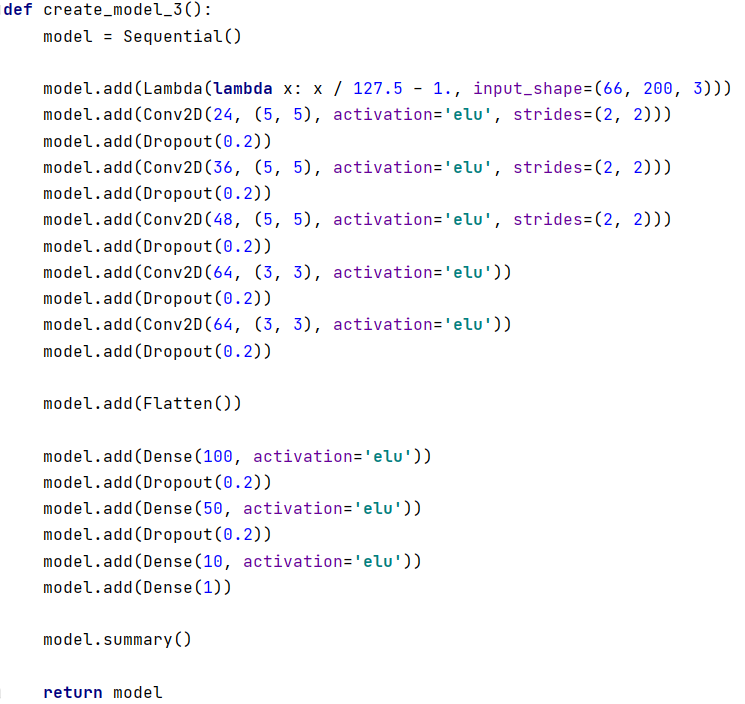 def create_model_3():
    model = Sequential()

    model.add(Lambda(lambda x: x / 127.5 - 1., input_shape=(66, 200, 3)))
    model.add(Conv2D(24, (5, 5), activation='elu', strides=(2, 2)))
    model.add(Dropout(0.2))
    model.add(Conv2D(36, (5, 5), activation='elu', strides=(2, 2)))
    model.add(Dropout(0.2))
    model.add(Conv2D(48, (5, 5), activation='elu', strides=(2, 2)))
    model.add(Dropout(0.2))
    model.add(Conv2D(64, (3, 3), activation='elu'))
    model.add(Dropout(0.2))
    model.add(Conv2D(64, (3, 3), activation='elu'))
    model.add(Dropout(0.2))

    model.add(Flatten())

    model.add(Dense(100, activation='elu'))
    model.add(Dropout(0.2))
    model.add(Dense(50, activation='elu'))
    model.add(Dropout(0.2))
    model.add(Dense(10, activation='elu'))
    model.add(Dense(1))

    model.summary()

    return model